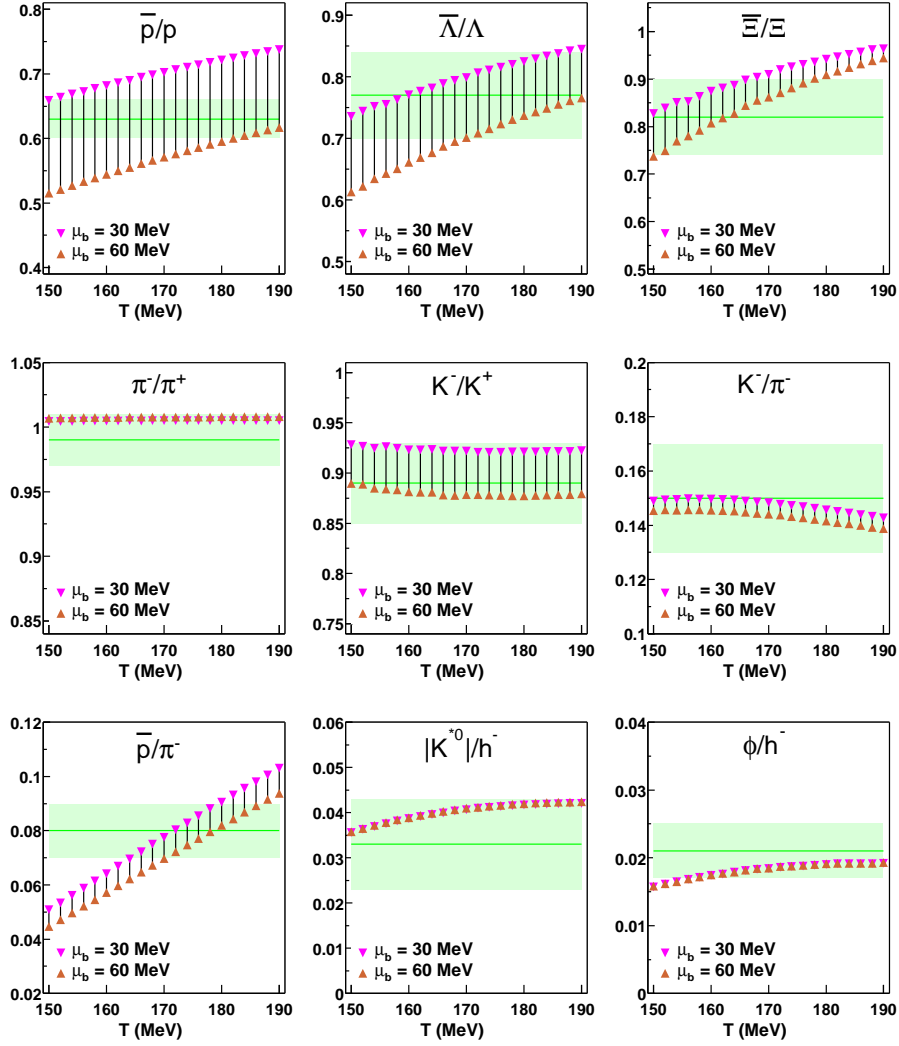 p̅/p
0.8
0.7
0.6
0.5
0.4
▼ μb = 30 MeV
▲ μb = 60 MeV
150 160 170 180 190
T (MeV)
Λ̅/Λ
0.9
0.8
0.7
0.6
0.5
▼ μb = 30 MeV
▲ μb = 60 MeV
150 160 170 180 190
T (MeV)
Ξ̅/Ξ
1
0.9
0.8
0.7
0.6
0.5
▼ μb = 30 MeV
▲ μb = 60 MeV
150 160 170 180 190
T (MeV)
π⁻/π⁺
1.05
1
0.95
0.9
0.85
▼ μb = 30 MeV
▲ μb = 60 MeV
150 160 170 180 190
T (MeV)
K⁻/K⁺
1
0.95
0.9
0.85
0.8
0.75
▼ μb = 30 MeV
▲ μb = 60 MeV
150 160 170 180 190
T (MeV)
K⁻/π⁻
0.2
0.18
0.16
0.14
0.12
0.1
▼ μb = 30 MeV
▲ μb = 60 MeV
150 160 170 180 190
T (MeV)
p̅/π⁻
0.12
0.1
0.08
0.06
0.04
0.02
▼ μb = 30 MeV
▲ μb = 60 MeV
150 160 170 180 190
T (MeV)
|K*⁰|/h⁻
0.06
0.05
0.04
0.03
0.02
0.01
0
▼ μb = 30 MeV
▲ μb = 60 MeV
150 160 170 180 190
T (MeV)
φ/h⁻
0.04
0.03
0.02
0.01
0
▼ μb = 30 MeV
▲ μb = 60 MeV
150 160 170 180 190
T (MeV)